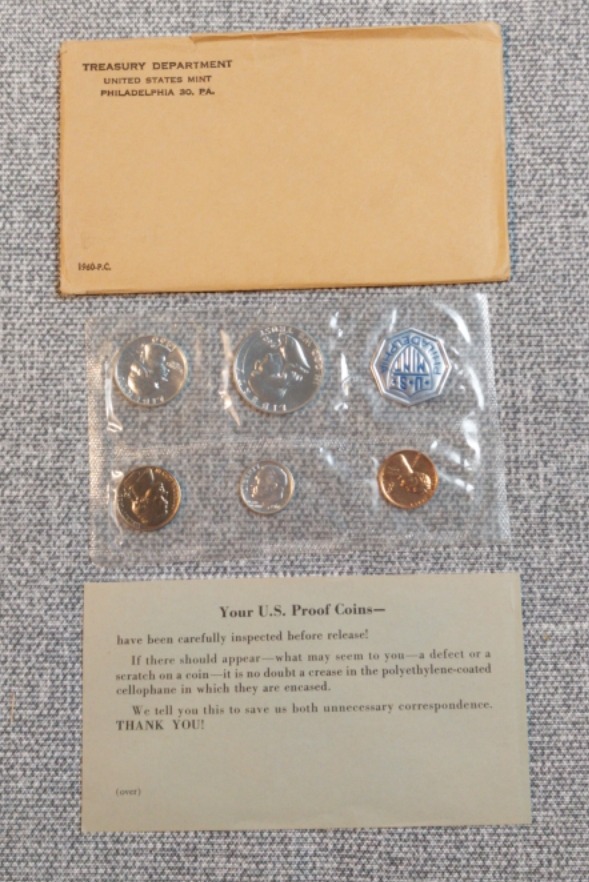 TREASURY DEPARTMENT
UNITED STATES MINT
PHILADELPHIA 30, PA.
1960-P.C.
LIBERTY
PHILADELPHIA
U·S·
MINT
Your U.S. Proof Coins—
have been carefully inspected before release!
If there should appear—what may seem to you—a defect or a
scratch on a coin—it is no doubt a crease in the polyethylene-coated
cellophane in which they are encased.
We tell you this to save us both unnecessary correspondence.
THANK YOU!
(over)